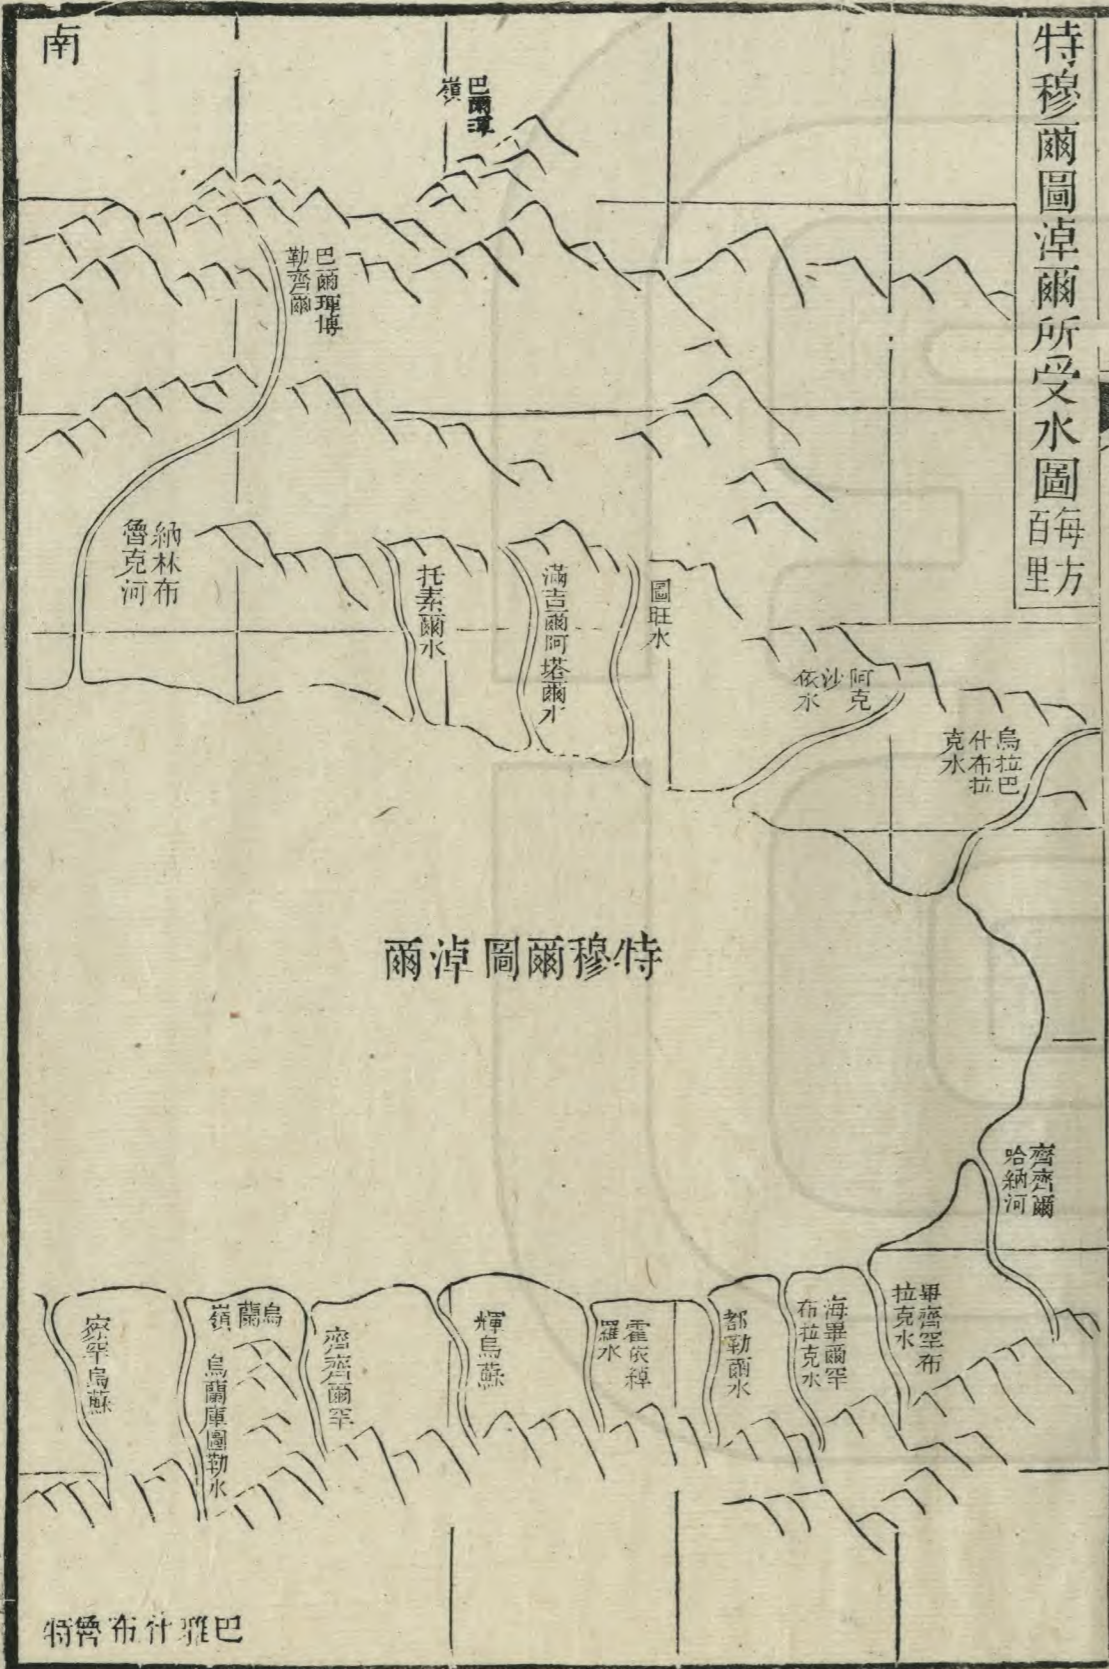 特穆爾圖淖爾所受水圖
每方
百里
南
巴爾渾
嶺
巴爾琿博
勒齊爾
納林布
魯克河
托素爾水
滿吉爾阿塔爾水
圖旺水
阿克
沙
依水
烏拉巴
什布拉
克水
特穆爾圖淖爾
齊齊爾
哈納河
畢齊罕布
拉克水
海畢爾罕
布拉克水
都勒爾水
霍依綽
羅水
輝烏蘇
齊齊爾罕
烏蘭
嶺
烏蘭庫圖勒水
察罕烏蘇
巴雅什布魯特